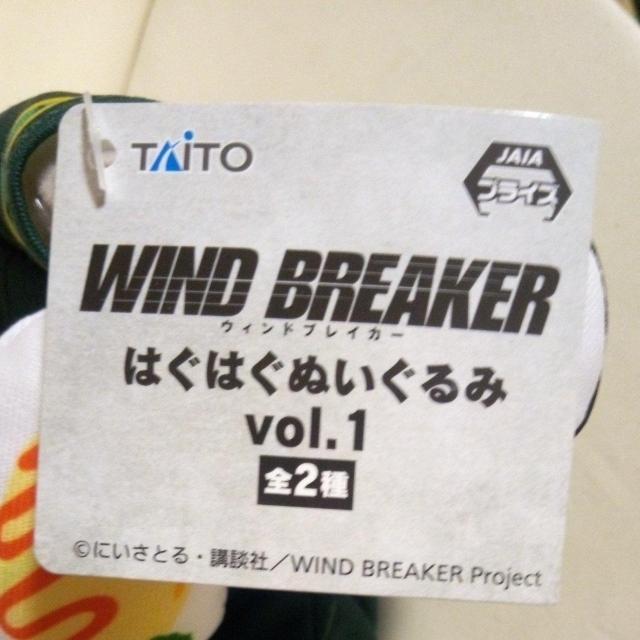 TAITO
JAIA
プライズ
WIND BREAKER
ウィンドブレイカー
はぐはぐぬいぐるみ
vol.1
全2種
©にいさとる・講談社/WIND BREAKER Project